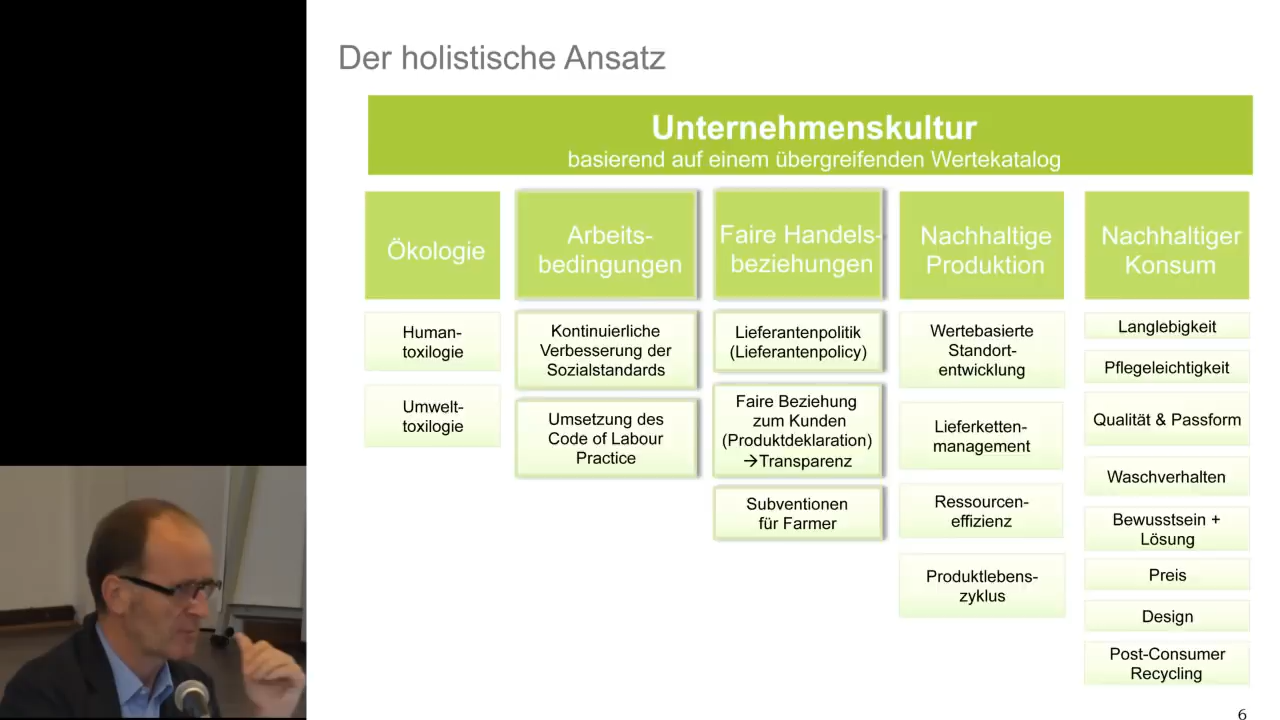 Der holistische Ansatz
Unternehmenskultur
basierend auf einem übergreifenden Wertekatalog
Ökologie
Human-
toxilogie
Umwelt-
toxilogie
Arbeits-
bedingungen
Kontinuierliche
Verbesserung der
Sozialstandards
Umsetzung des
Code of Labour
Practice
Faire Handels-
beziehungen
Lieferantenpolitik
(Lieferantenpolicy)
Faire Beziehung
zum Kunden
(Produktdeklaration)
→Transparenz
Subventionen
für Farmer
Nachhaltige
Produktion
Wertebasierte
Standort-
entwicklung
Lieferketten-
management
Ressourcen-
effizienz
Produktlebens-
zyklus
Nachhaltiger
Konsum
Langlebigkeit
Pflegeleichtigkeit
Qualität & Passform
Waschverhalten
Bewusstsein +
Lösung
Preis
Design
Post-Consumer
Recycling
6